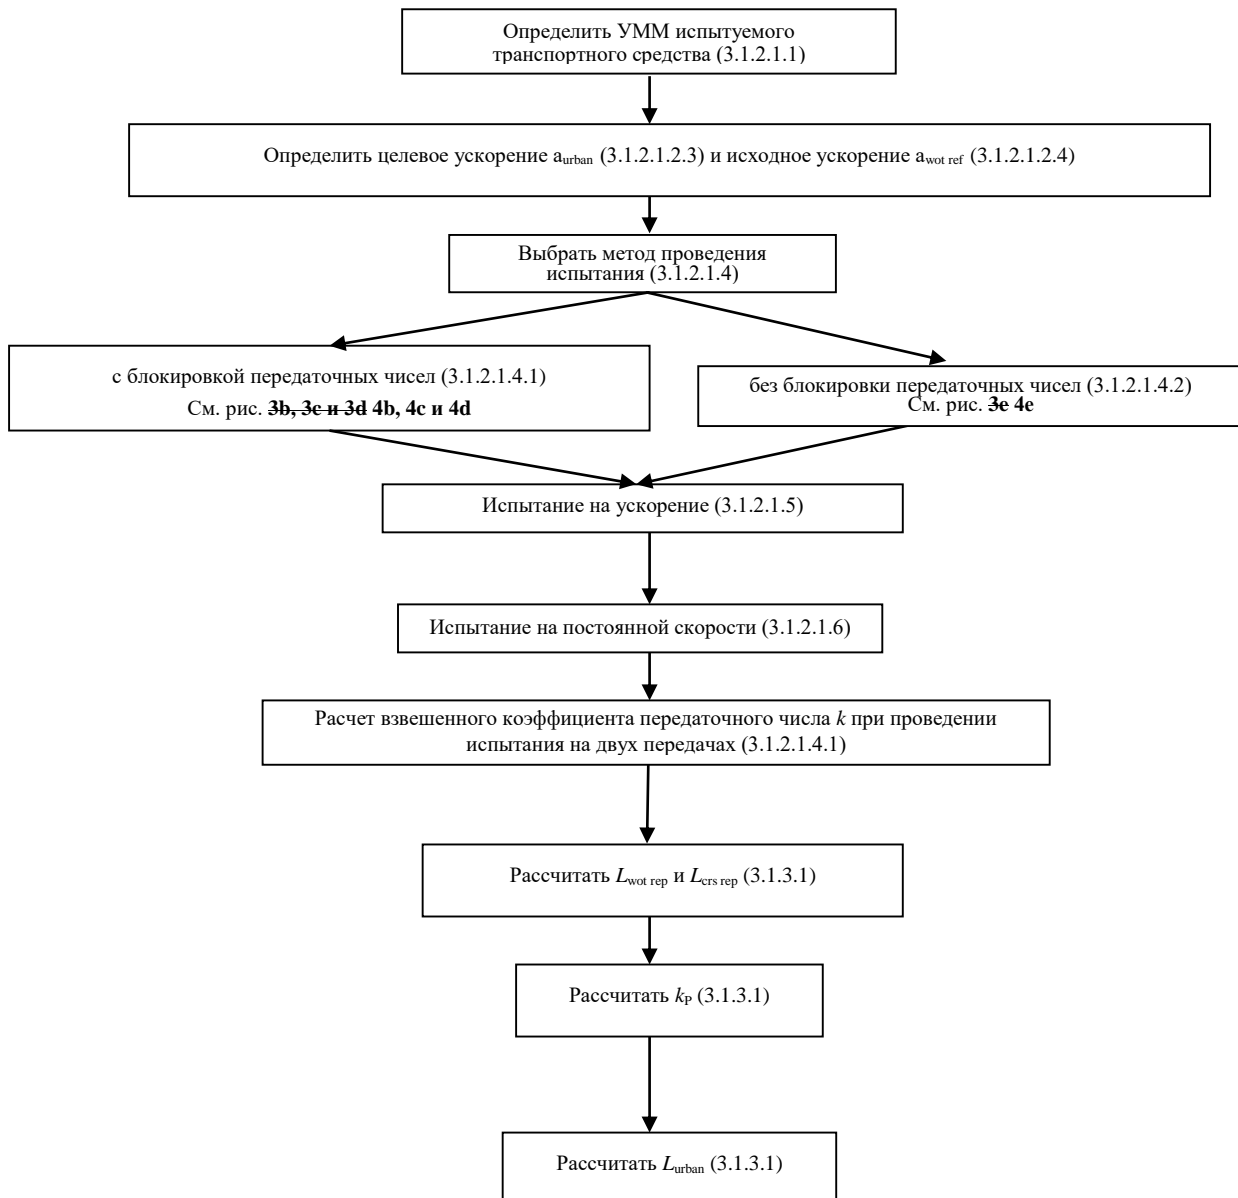 Определить УММ испытуемого
транспортного средства (3.1.2.1.1)
Определить целевое ускорение aurban (3.1.2.1.2.3) и исходное ускорение awot ref (3.1.2.1.2.4)
Выбрать метод проведения
испытания (3.1.2.1.4)
с блокировкой передаточных чисел (3.1.2.1.4.1)
См. рис. 3b, 3c и 3d 4b, 4c и 4d
без блокировки передаточных чисел (3.1.2.1.4.2)
См. рис. 3e 4e
Испытание на ускорение (3.1.2.1.5)
Испытание на постоянной скорости (3.1.2.1.6)
Расчет взвешенного коэффициента передаточного числа k при проведении
испытания на двух передачах (3.1.2.1.4.1)
Рассчитать Lwot rep и Lcrs rep (3.1.3.1)
Рассчитать kP (3.1.3.1)
Рассчитать Lurban (3.1.3.1)